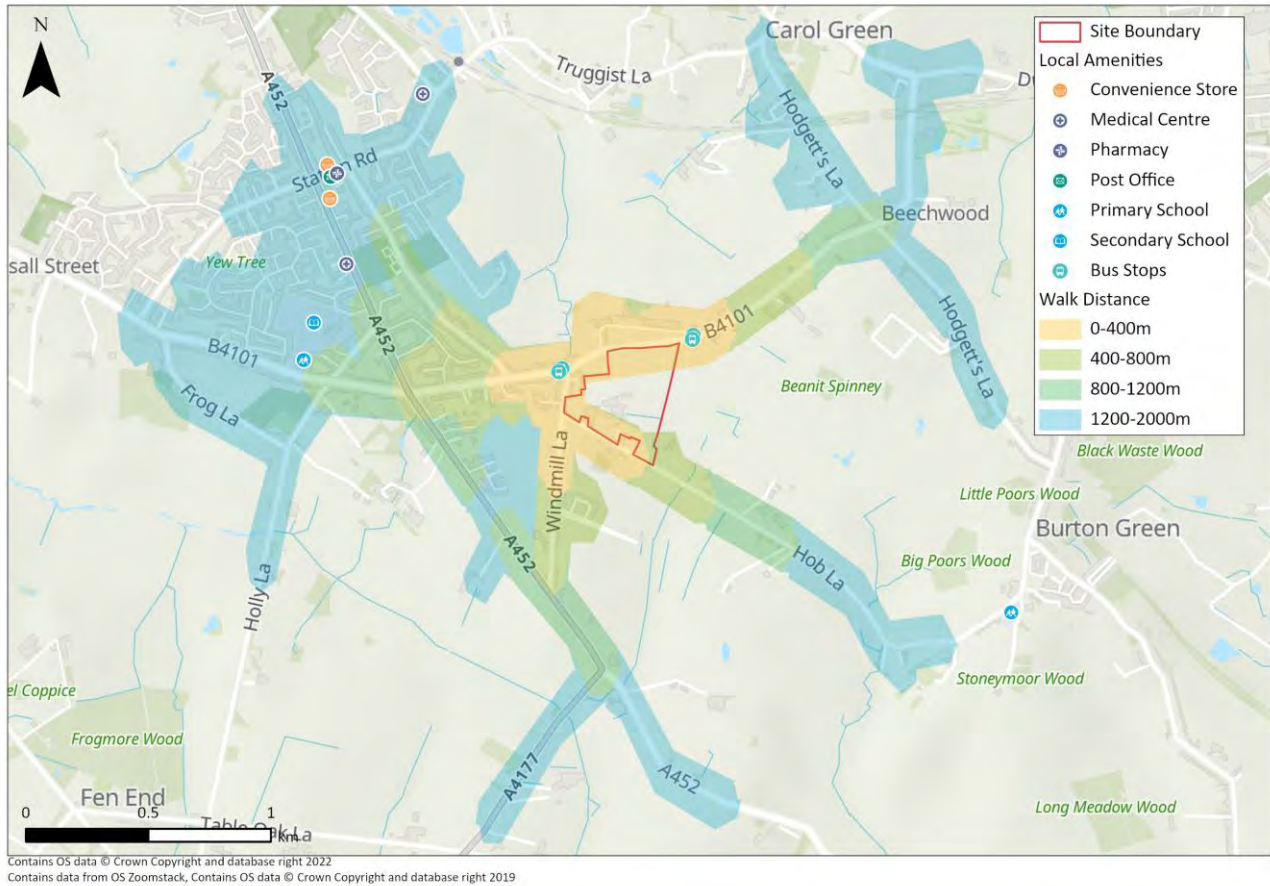 N
A452
Truggist La
Carol Green
Du
Hodgett's La
Station Rd
Beechwood
sall Street
Yew Tree
A452
B4101
Hodgett's La
B4101
Beanit Spinney
Frog La
Windmill La
Black Waste Wood
Little Poors Wood
Burton Green
A452
Hob La
Big Poors Wood
Holly La
Stoneymoor Wood
el Coppice
Frogmore Wood
A4177
A452
Fen End
Long Meadow Wood
Table Oak La
0 0.5 1
km
Site Boundary
Local Amenities
Convenience Store
Medical Centre
Pharmacy
Post Office
Primary School
Secondary School
Bus Stops
Walk Distance
0-400m
400-800m
800-1200m
1200-2000m
Contains OS data © Crown Copyright and database right 2022
Contains data from OS Zoomstack, Contains OS data © Crown Copyright and database right 2019